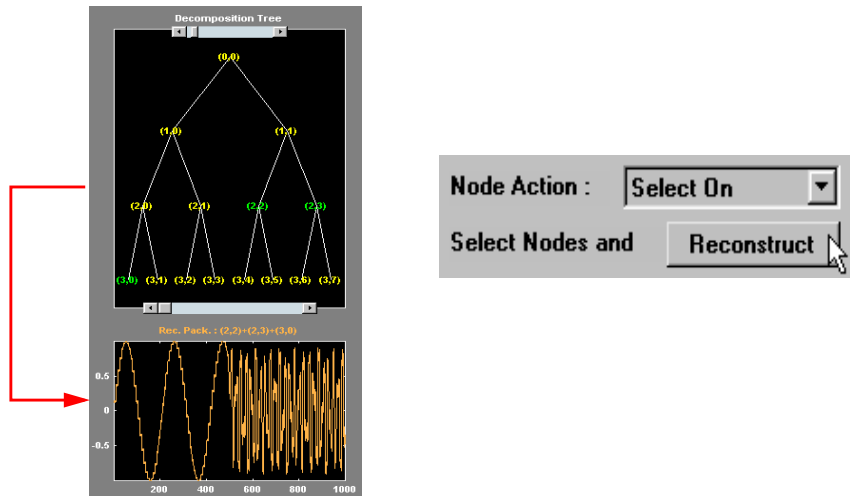 Decomposition Tree
(0,0)
(1,0) (1,1)
(2,0) (2,1) (2,2) (2,3)
(3,0) (3,1) (3,2) (3,3) (3,4) (3,5) (3,6) (3,7)
Rec. Pack. : (2,2)+(2,3)+(3,0)
0.5
0
-0.5
200 400 600 800 1000
Node Action : Select On
Select Nodes and Reconstruct